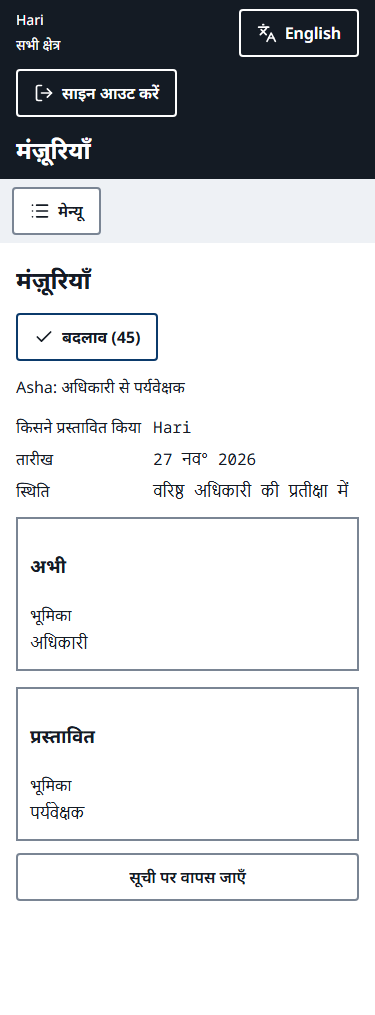 Hari
सभी क्षेत्र
English
साइन आउट करें
मंज़ूरियाँ
मेन्यू
मंज़ूरियाँ
बदलाव (45)
Asha: अधिकारी से पर्यवेक्षक
किसने प्रस्तावित किया Hari
तारीख 27 नव° 2026
स्थिति वरिष्ठ अधिकारी की प्रतीक्षा में
अभी
भूमिका
अधिकारी
प्रस्तावित
भूमिका
पर्यवेक्षक
सूची पर वापस जाएँ